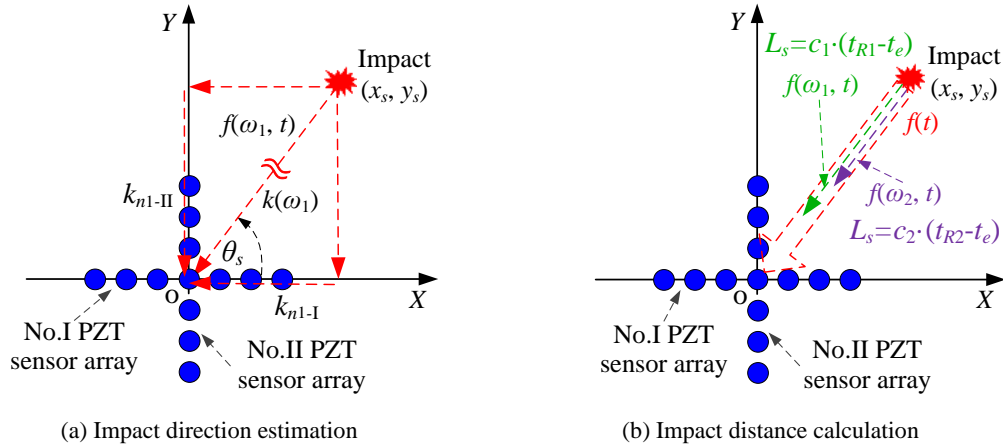 Y
Impact
(xs, ys)
f(ω1, t)
kn1-II
k(ω1)
θs
O
X
kn1-I
No.I PZT
sensor array
No.II PZT
sensor array
(a) Impact direction estimation
Y
Ls=c1·(tR1-te)
Impact
(xs, ys)
f(ω1, t)
f(t)
f(ω2, t)
Ls=c2·(tR2-te)
O
X
No.I PZT
sensor array
No.II PZT
sensor array
(b) Impact distance calculation